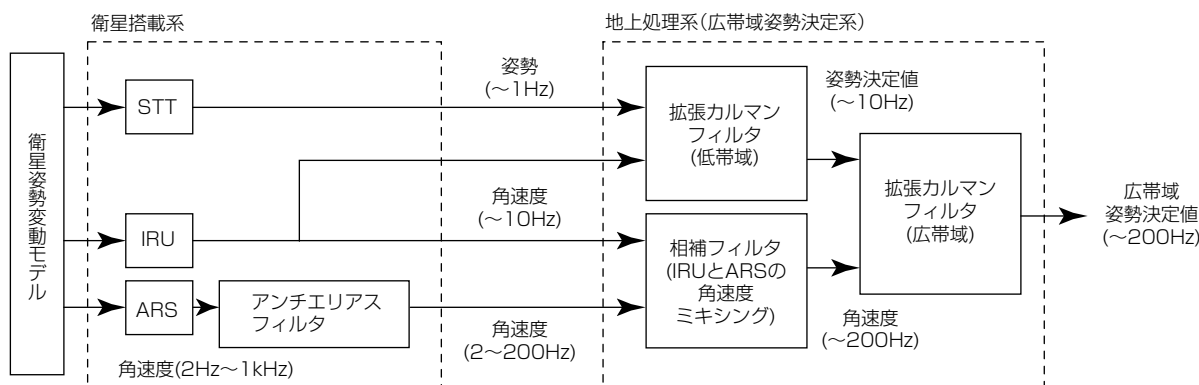 衛星搭載系
地上処理系(広帯域姿勢決定系)
衛星姿勢変動モデル
STT
姿勢
(～1Hz)
拡張カルマン
フィルタ
(低帯域)
姿勢決定値
(～10Hz)
IRU
角速度
(～10Hz)
相補フィルタ
(IRUとARSの
角速度
ミキシング)
拡張カルマン
フィルタ
(広帯域)
広帯域
姿勢決定値
(～200Hz)
ARS
アンチエリアス
フィルタ
角速度
(2～200Hz)
角速度
(～200Hz)
角速度(2Hz～1kHz)